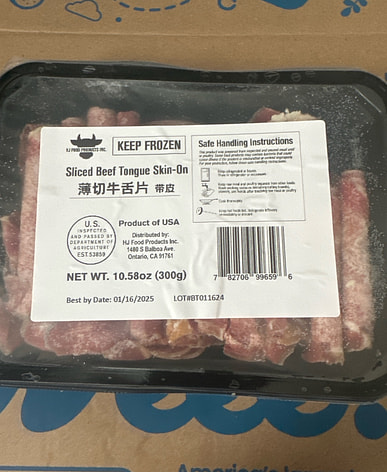 HJ FOOD PRODUCTS INC.
KEEP FROZEN
Sliced Beef Tongue Skin-On
薄切牛舌片 带皮
U.S.
INSPECTED
AND PASSED BY
DEPARTMENT OF
AGRICULTURE
EST.53859
Product of USA
Distributed by:
HJ Food Products Inc.
1480 S Balboa Ave.
Ontario, CA 91761
NET WT. 10.58oz (300g)
Best by Date: 01/16/2025
Safe Handling Instructions
7 82706 99659 6
LOT#BT011624
America's